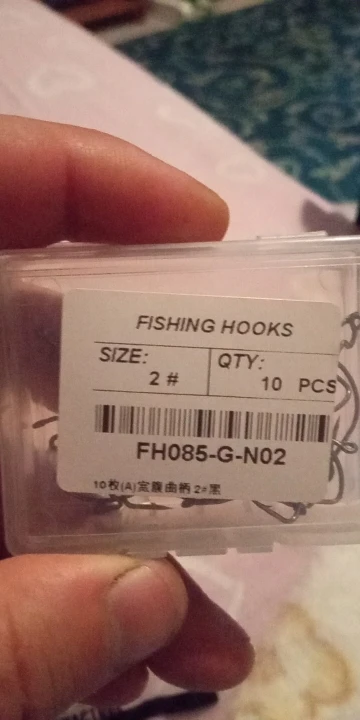 FISHING HOOKS
SIZE: QTY:
2 # 10 PCS
FH085-G-N02
10枚(A)宽腹曲柄 2#黑